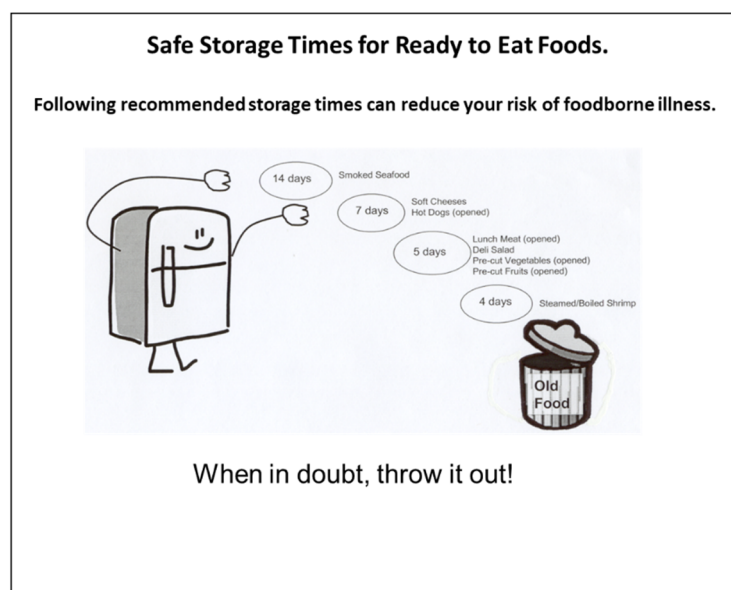 Safe Storage Times for Ready to Eat Foods.
Following recommended storage times can reduce your risk of foodborne illness.
14 days
Smoked Seafood
7 days
Soft Cheeses
Hot Dogs (opened)
5 days
Lunch Meat (opened)
Deli Salad
Pre-cut Vegetables (opened)
Pre-cut Fruits (opened)
4 days
Steamed/Boiled Shrimp
Old
Food
When in doubt, throw it out!